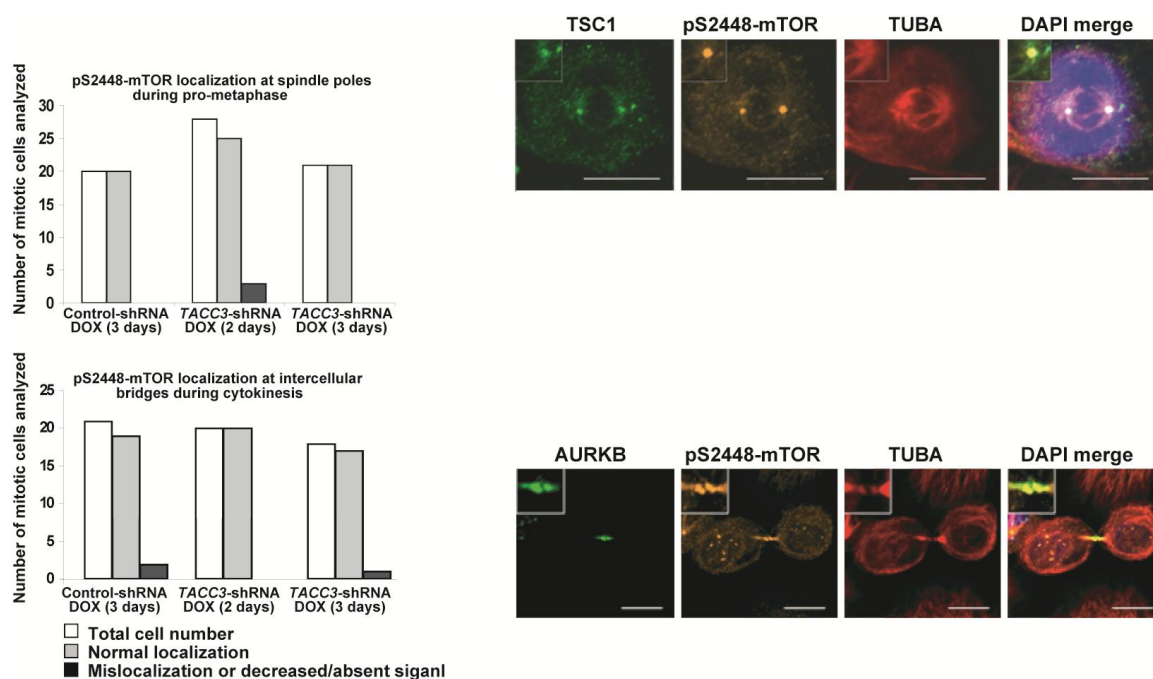 pS2448-mTOR localization at spindle poles
during pro-metaphase
Number of mitotic cells analyzed
30
25
20
15
10
5
0
Control-shRNA TACC3-shRNA TACC3-shRNA
DOX (3 days) DOX (2 days) DOX (3 days)
pS2448-mTOR localization at intercellular
bridges during cytokinesis
Number of mitotic cells analyzed
25
20
15
10
5
0
Control-shRNA TACC3-shRNA TACC3-shRNA
DOX (3 days) DOX (2 days) DOX (3 days)
Total cell number
Normal localization
Mislocalization or decreased/absent siganl
TSC1 pS2448-mTOR TUBA DAPI merge
AURKB pS2448-mTOR TUBA DAPI merge